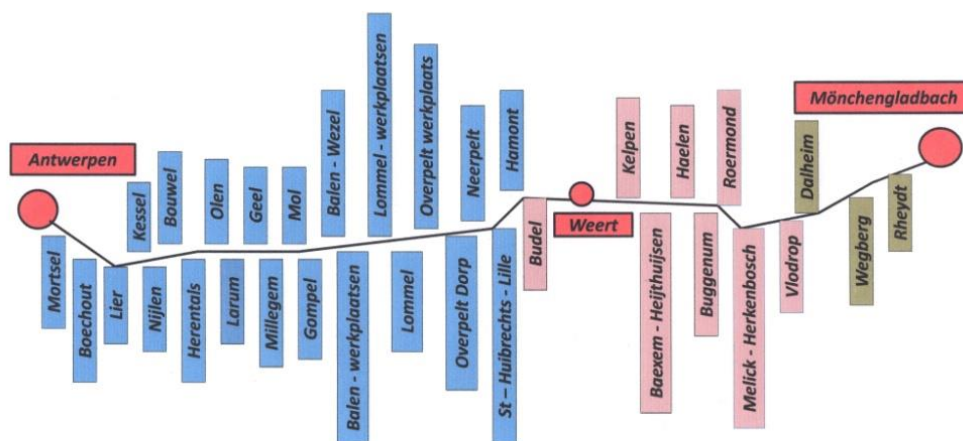 Antwerpen
Mortsel
Boechout
Lier
Kessel
Nijlen
Bouwel
Herentals
Olen
Larum
Geel
Millegem
Mol
Gompel
Balen - Wezel
Balen - werkplaatsen
Lommel - werkplaatsen
Lommel
Overpelt werkplaats
Overpelt Dorp
Neerpelt
St – Huibrechts - Lille
Hamont
Budel
Weert
Kelpen
Baexem - Heijthuijsen
Haelen
Buggenum
Roermond
Melick - Herkenbosch
Vlodrop
Dalheim
Wegberg
Rheydt
Mönchengladbach